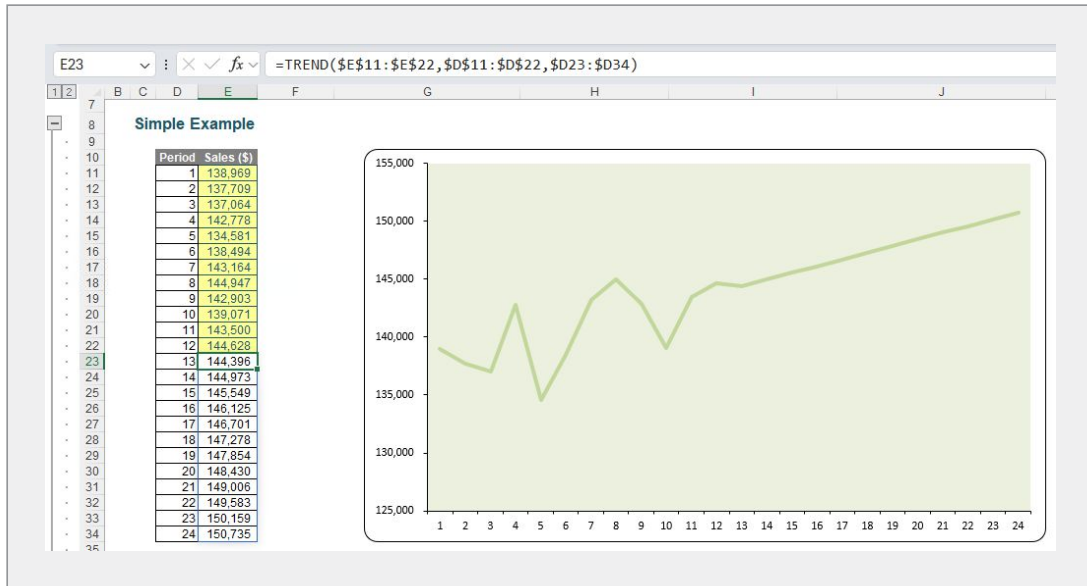 E23 fx =TREND($E$11:$E$22,$D$11:$D$22,$D23:$D34)
1 2 B C D E F G H I J
7
8 Simple Example
9
10 Period Sales ($)
11 1 138,969
12 2 137,709
13 3 137,064
14 4 142,778
15 5 134,581
16 6 138,494
17 7 143,164
18 8 144,947
19 9 142,903
20 10 139,071
21 11 143,500
22 12 144,628
23 13 144,396
24 14 144,973
25 15 145,549
26 16 146,125
27 17 146,701
28 18 147,278
29 19 147,854
30 20 148,430
31 21 149,006
32 22 149,583
33 23 150,159
34 24 150,735
35
155,000
150,000
145,000
140,000
135,000
130,000
125,000
1 2 3 4 5 6 7 8 9 10 11 12 13 14 15 16 17 18 19 20 21 22 23 24